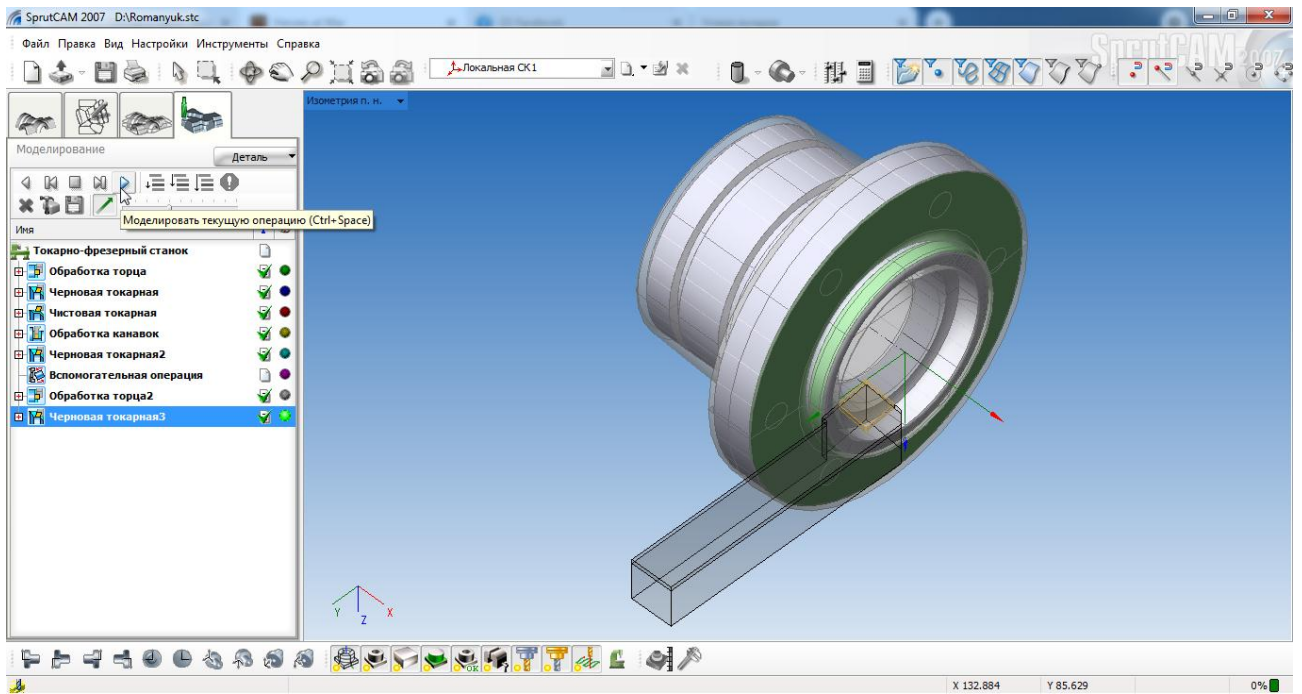 SprutCAM 2007 D:\Romanyuk.stc
Файл Правка Вид Настройки Инструменты Справка
SprutCAM 2007
Локальная СК1
Изометрия п. н.
Моделирование
Деталь
Моделировать текущую операцию (Ctrl+Space)
Имя
Токарно-фрезерный станок
Обработка торца
Черновая токарная
Чистовая токарная
Обработка канавок
Черновая токарная2
Вспомогательная операция
Обработка торца2
Черновая токарная3
Y Z X
OK
X 132.884 Y 85.629 0%